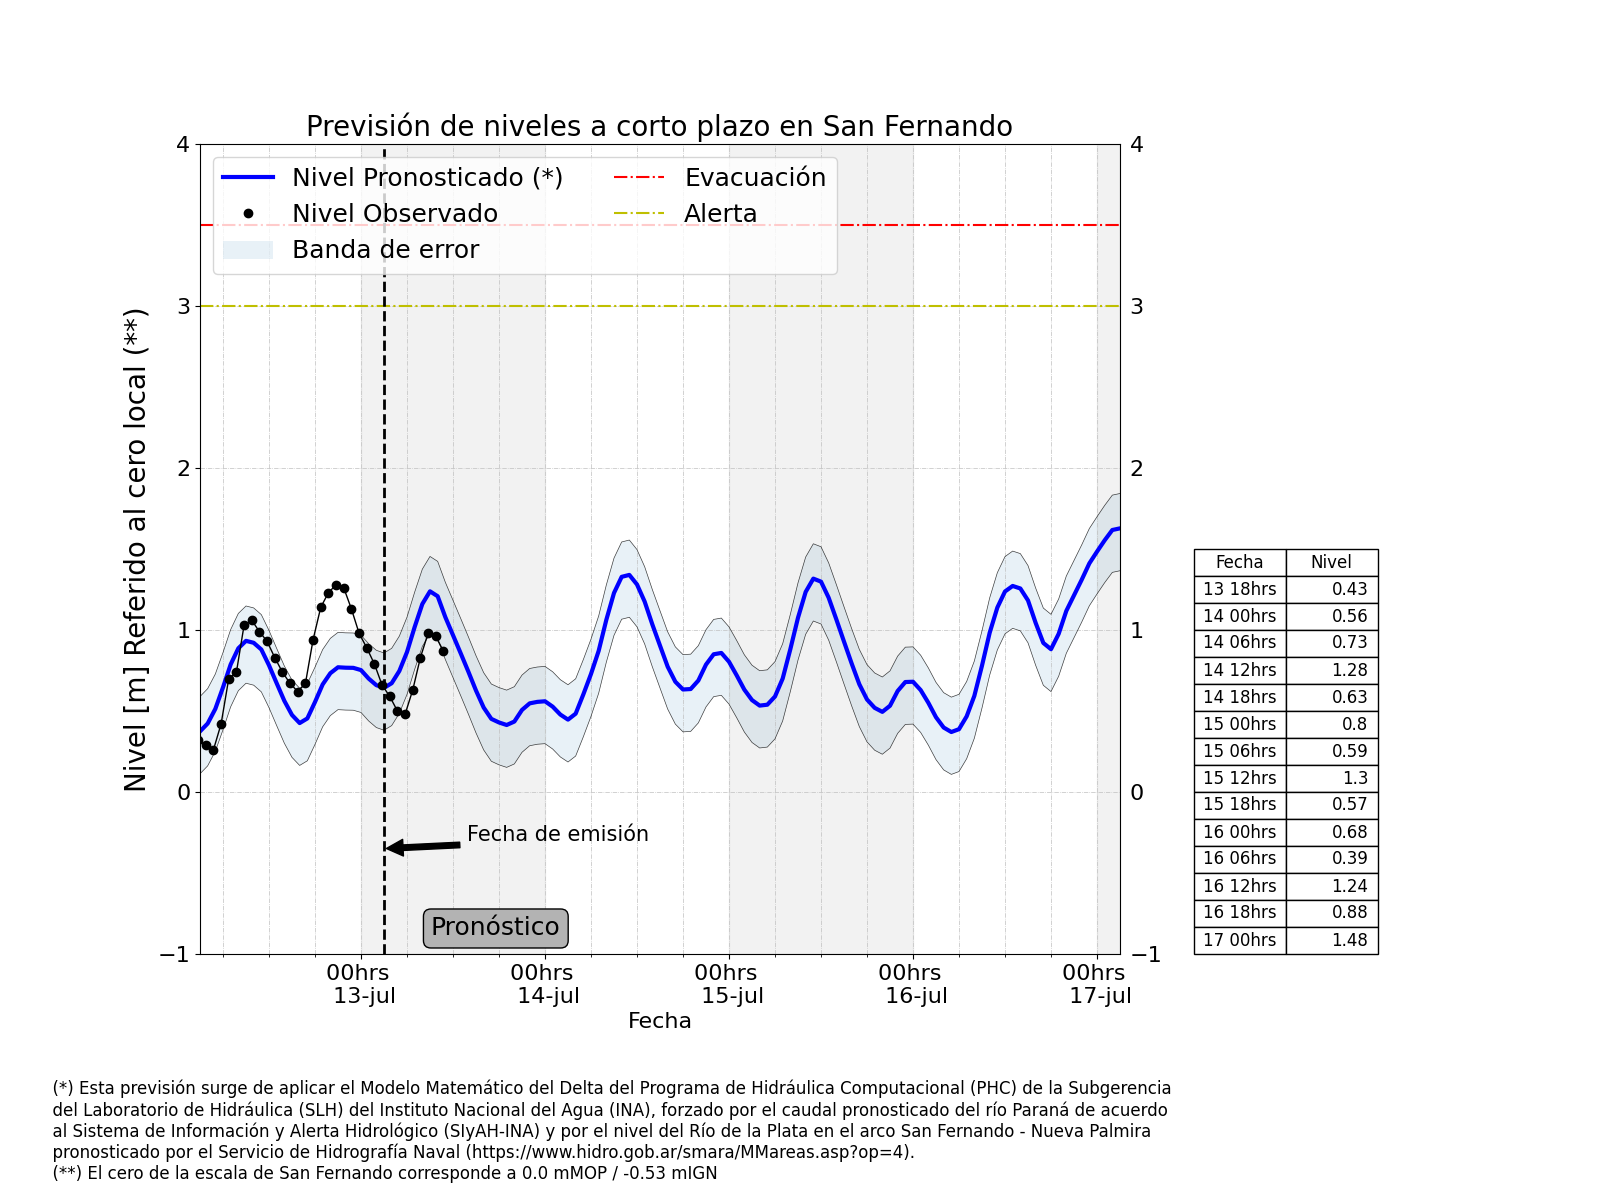 Previsión de niveles a corto plazo en San Fernando
Nivel Pronosticado (*)
Nivel Observado
Banda de error
Evacuación
Alerta
Nivel [m] Referido al cero local (**)
4
3
2
1
0
−1
4
3
2
1
0
−1
Fecha de emisión
Pronóstico
00hrs
13-jul
00hrs
14-jul
00hrs
15-jul
00hrs
16-jul
00hrs
17-jul
Fecha
Fecha Nivel
13 18hrs 0.43
14 00hrs 0.56
14 06hrs 0.73
14 12hrs 1.28
14 18hrs 0.63
15 00hrs 0.8
15 06hrs 0.59
15 12hrs 1.3
15 18hrs 0.57
16 00hrs 0.68
16 06hrs 0.39
16 12hrs 1.24
16 18hrs 0.88
17 00hrs 1.48
(*) Esta previsión surge de aplicar el Modelo Matemático del Delta del Programa de Hidráulica Computacional (PHC) de la Subgerencia
del Laboratorio de Hidráulica (SLH) del Instituto Nacional del Agua (INA), forzado por el caudal pronosticado del río Paraná de acuerdo
al Sistema de Información y Alerta Hidrológico (SIyAH-INA) y por el nivel del Río de la Plata en el arco San Fernando - Nueva Palmira
pronosticado por el Servicio de Hidrografía Naval (https://www.hidro.gob.ar/smara/MMareas.asp?op=4).
(**) El cero de la escala de San Fernando corresponde a 0.0 mMOP / -0.53 mIGN